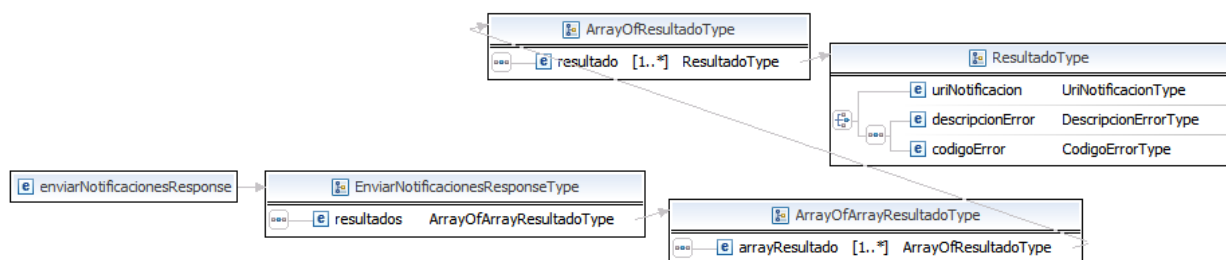 ArrayOfResultadoType
resultado [1..*] ResultadoType
ResultadoType
uriNotificacion UriNotificacionType
descripcionError DescripcionErrorType
codigoError CodigoErrorType
enviarNotificacionesResponse
EnviarNotificacionesResponseType
resultados ArrayOfArrayResultadoType
ArrayOfArrayResultadoType
arrayResultado [1..*] ArrayOfResultadoType